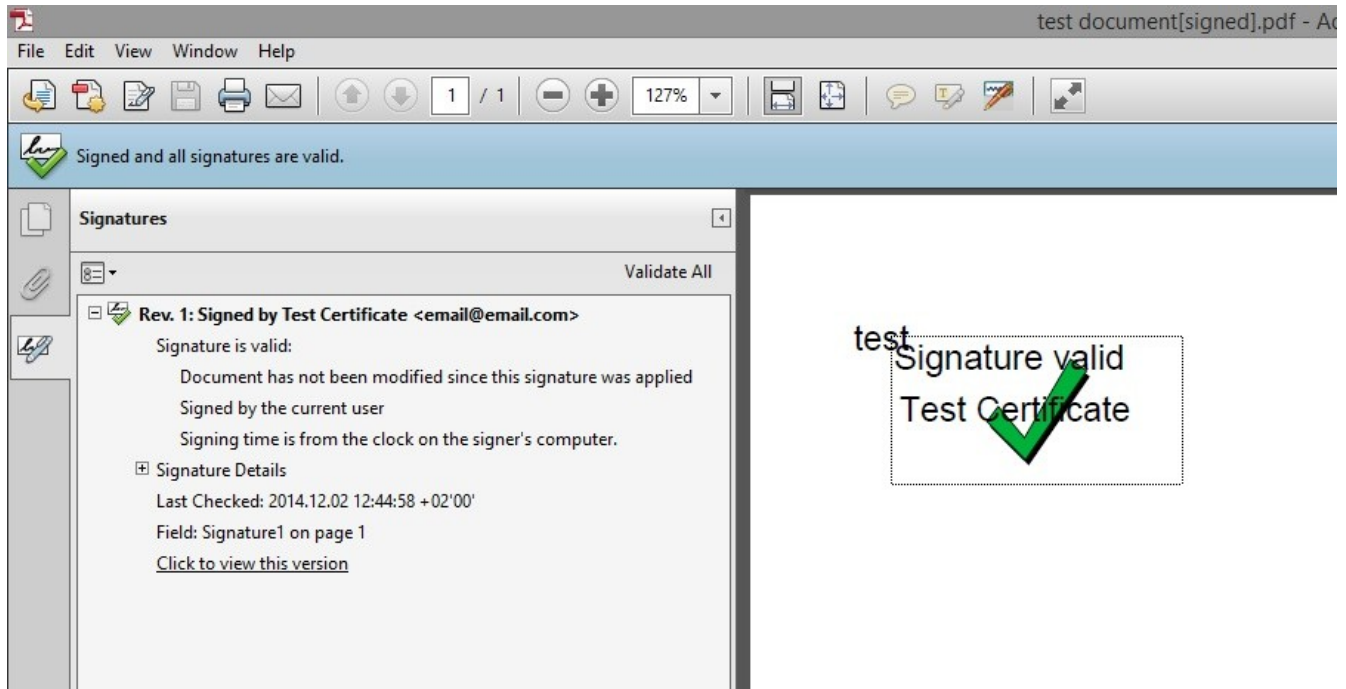 test document[signed].pdf - Ad
File Edit View Window Help
1 / 1 127%
Signed and all signatures are valid.
Signatures
Validate All
Rev. 1: Signed by Test Certificate <email@email.com>
Signature is valid:
Document has not been modified since this signature was applied
Signed by the current user
Signing time is from the clock on the signer's computer.
Signature Details
Last Checked: 2014.12.02 12:44:58 +02'00'
Field: Signature1 on page 1
Click to view this version
test
Signature valid
Test Certificate